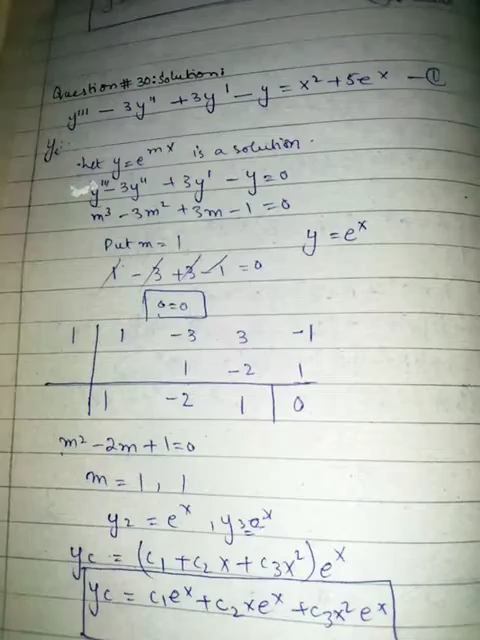 Question # 30: Solution:
y''' - 3y'' + 3y' - y = x² + 5eˣ - ①
yc:
Let y = e^mx is a solution.
y''' - 3y'' + 3y' - y = 0
m³ - 3m² + 3m - 1 = 0
Put m = 1 y = eˣ
1 - 3 + 3 - 1 = 0
0 = 0
1 | 1 -3 3 -1
1 -2 1
1 -2 1 | 0
m² - 2m + 1 = 0
m = 1, 1
y2 = eˣ, y3 = eˣ
yc = (c1 + c2x + c3x²)eˣ
yc = c1eˣ + c2xeˣ + c3x²eˣ